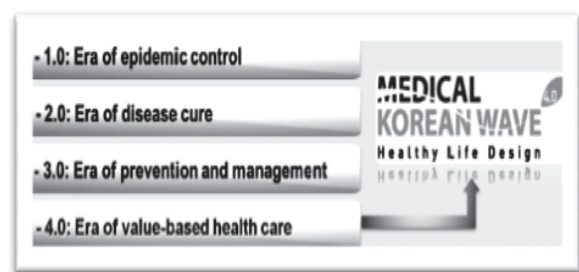 - 1.0: Era of epidemic control
- 2.0: Era of disease cure
- 3.0: Era of prevention and management
- 4.0: Era of value-based health care
MEDICAL
4.0
KOREAN WAVE
Healthy Life Design